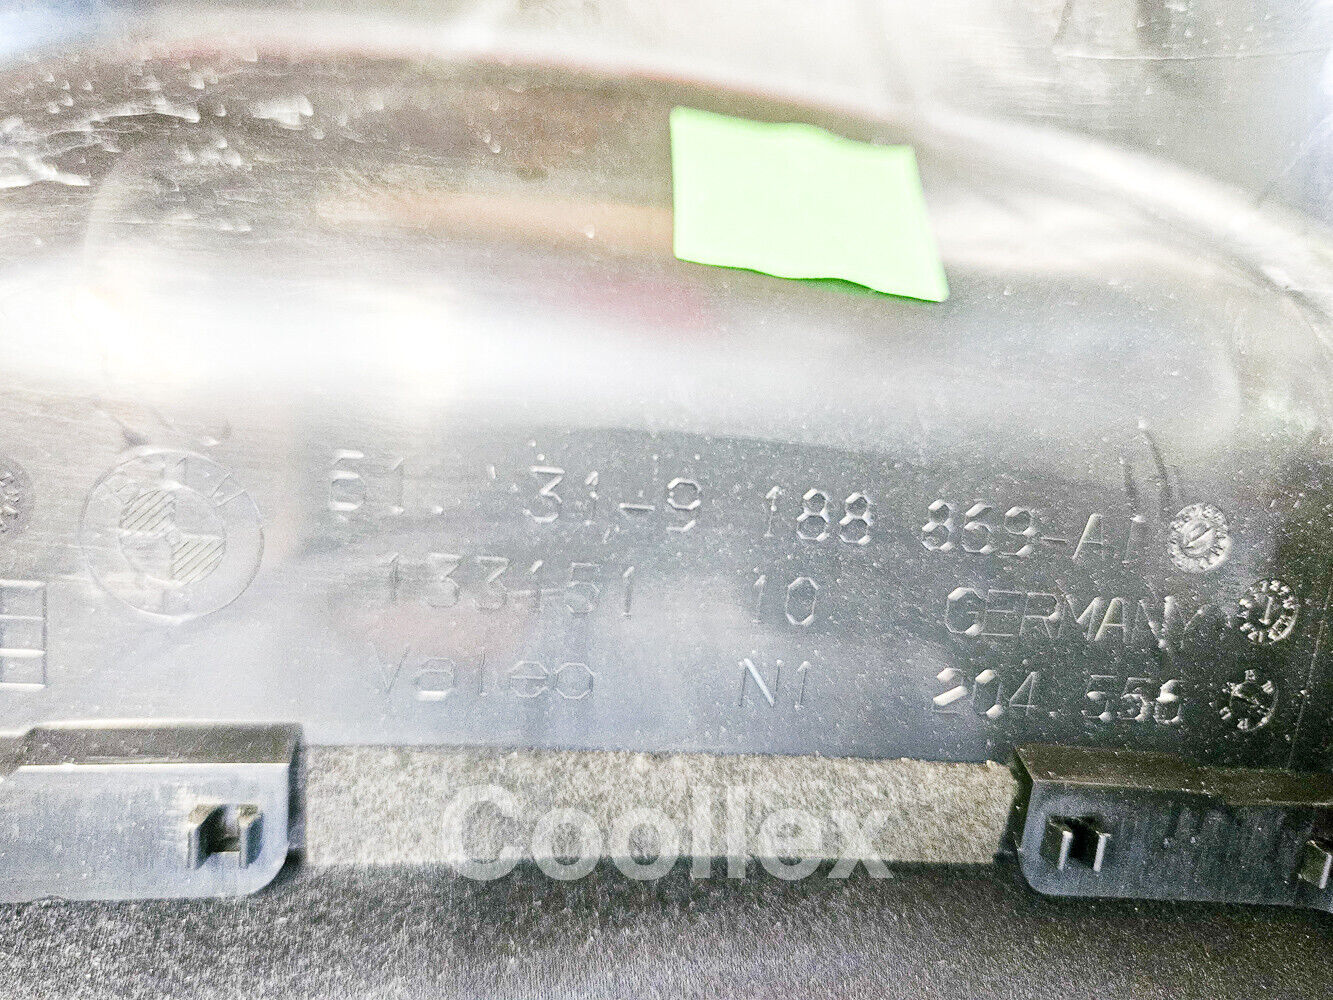 61.31-9 188 869-A1
133151 10 GERMANY
Valeo N1 204.556
Coollex